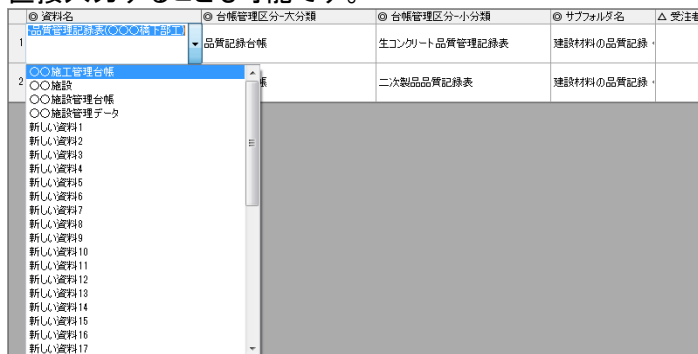 直接入力することも可能です。
◎ 資料名 ◎ 台帳管理区分-大分類 ◎ 台帳管理区分-小分類 ◎ サブフォルダ名 △ 受注者
1 品質管理記録表(〇〇〇橋下部工) 品質記録台帳 生コンクリート品質管理記録表 建設材料の品質記録
2 二次製品品質記録表 建設材料の品質記録
〇〇施工管理台帳
〇〇施設
〇〇施設管理台帳
〇〇施設管理データ
新しい資料1
新しい資料2
新しい資料3
新しい資料4
新しい資料5
新しい資料6
新しい資料7
新しい資料8
新しい資料9
新しい資料10
新しい資料11
新しい資料12
新しい資料13
新しい資料14
新しい資料15
新しい資料16
新しい資料17